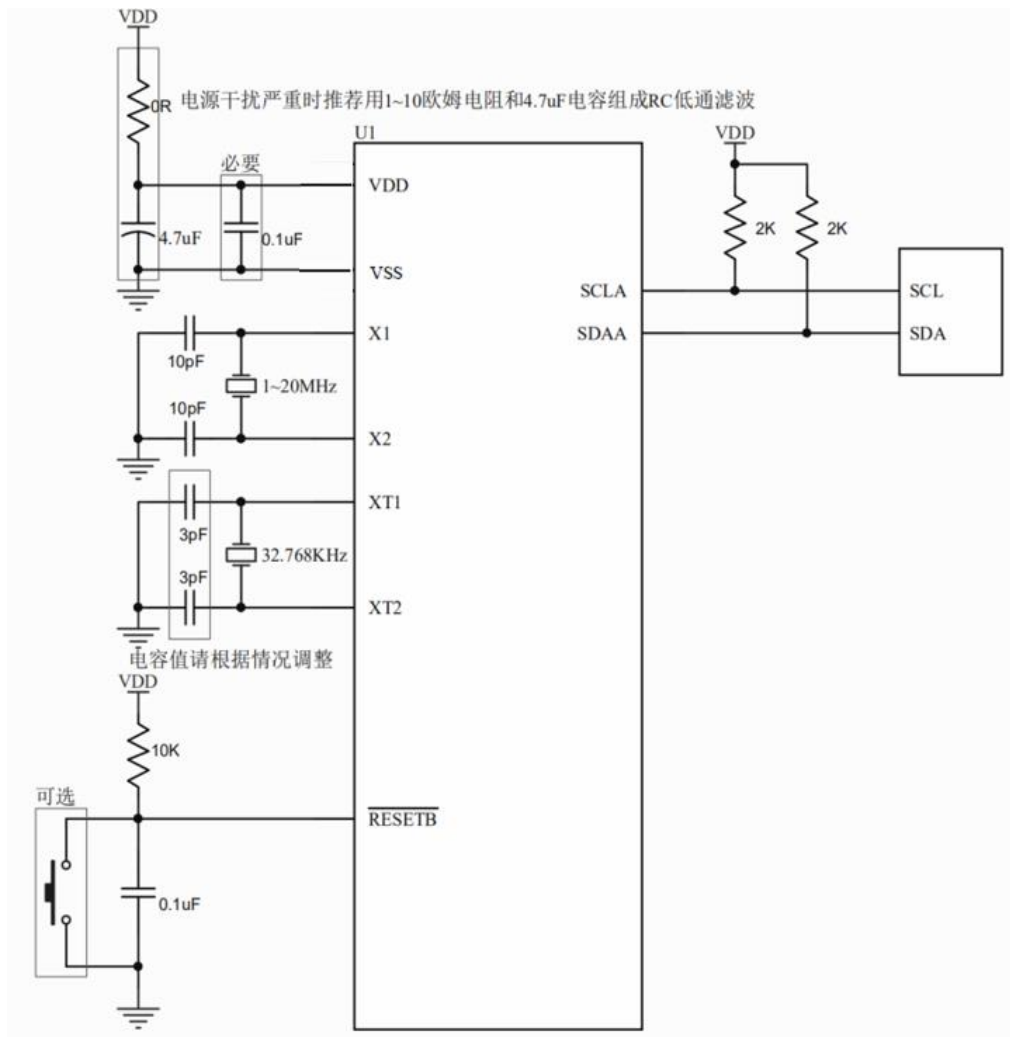 VDD
0R
电源干扰严重时推荐用1~10欧姆电阻和4.7uF电容组成RC低通滤波
U1
必要
VDD
4.7uF
0.1uF
VSS
VDD
2K
2K
SCLA
SCL
SDAA
SDA
X1
10pF
1~20MHz
10pF
X2
XT1
3pF
32.768KHz
3pF
XT2
电容值请根据情况调整
VDD
10K
可选
RESETB
0.1uF